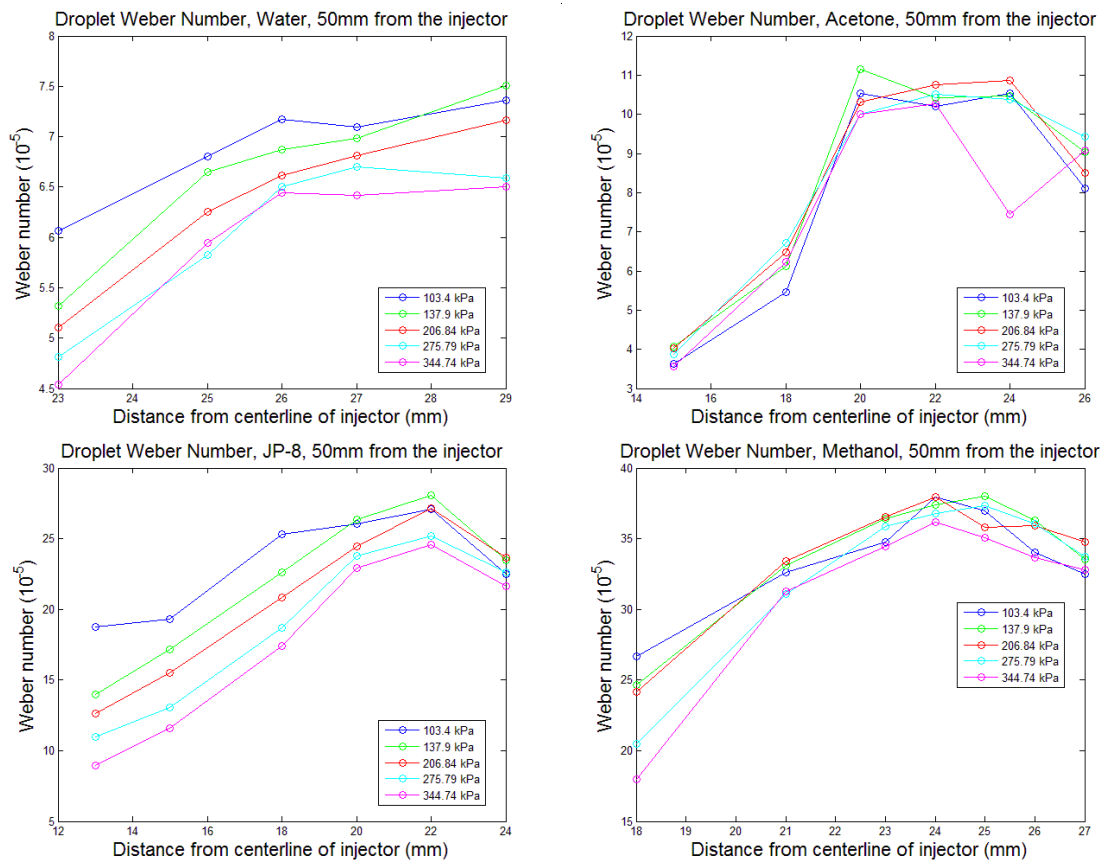 Droplet Weber Number, Water, 50mm from the injector
8
7.5
7
6.5
6
5.5
5
4.5
Weber number (10^-5)
103.4 kPa
137.9 kPa
206.84 kPa
275.79 kPa
344.74 kPa
23 24 25 26 27 28 29
Distance from centerline of injector (mm)
Droplet Weber Number, Acetone, 50mm from the injector
12
11
10
9
8
7
6
5
4
3
Weber number (10^-5)
103.4 kPa
137.9 kPa
206.84 kPa
275.79 kPa
344.74 kPa
14 16 18 20 22 24 26
Distance from centerline of injector (mm)
Droplet Weber Number, JP-8, 50mm from the injector
30
25
20
15
10
5
Weber number (10^-5)
103.4 kPa
137.9 kPa
206.84 kPa
275.79 kPa
344.74 kPa
12 14 16 18 20 22 24
Distance from centerline of injector (mm)
Droplet Weber Number, Methanol, 50mm from the injector
40
35
30
25
20
15
Weber number (10^-5)
103.4 kPa
137.9 kPa
206.84 kPa
275.79 kPa
344.74 kPa
18 19 20 21 22 23 24 25 26 27
Distance from centerline of injector (mm)